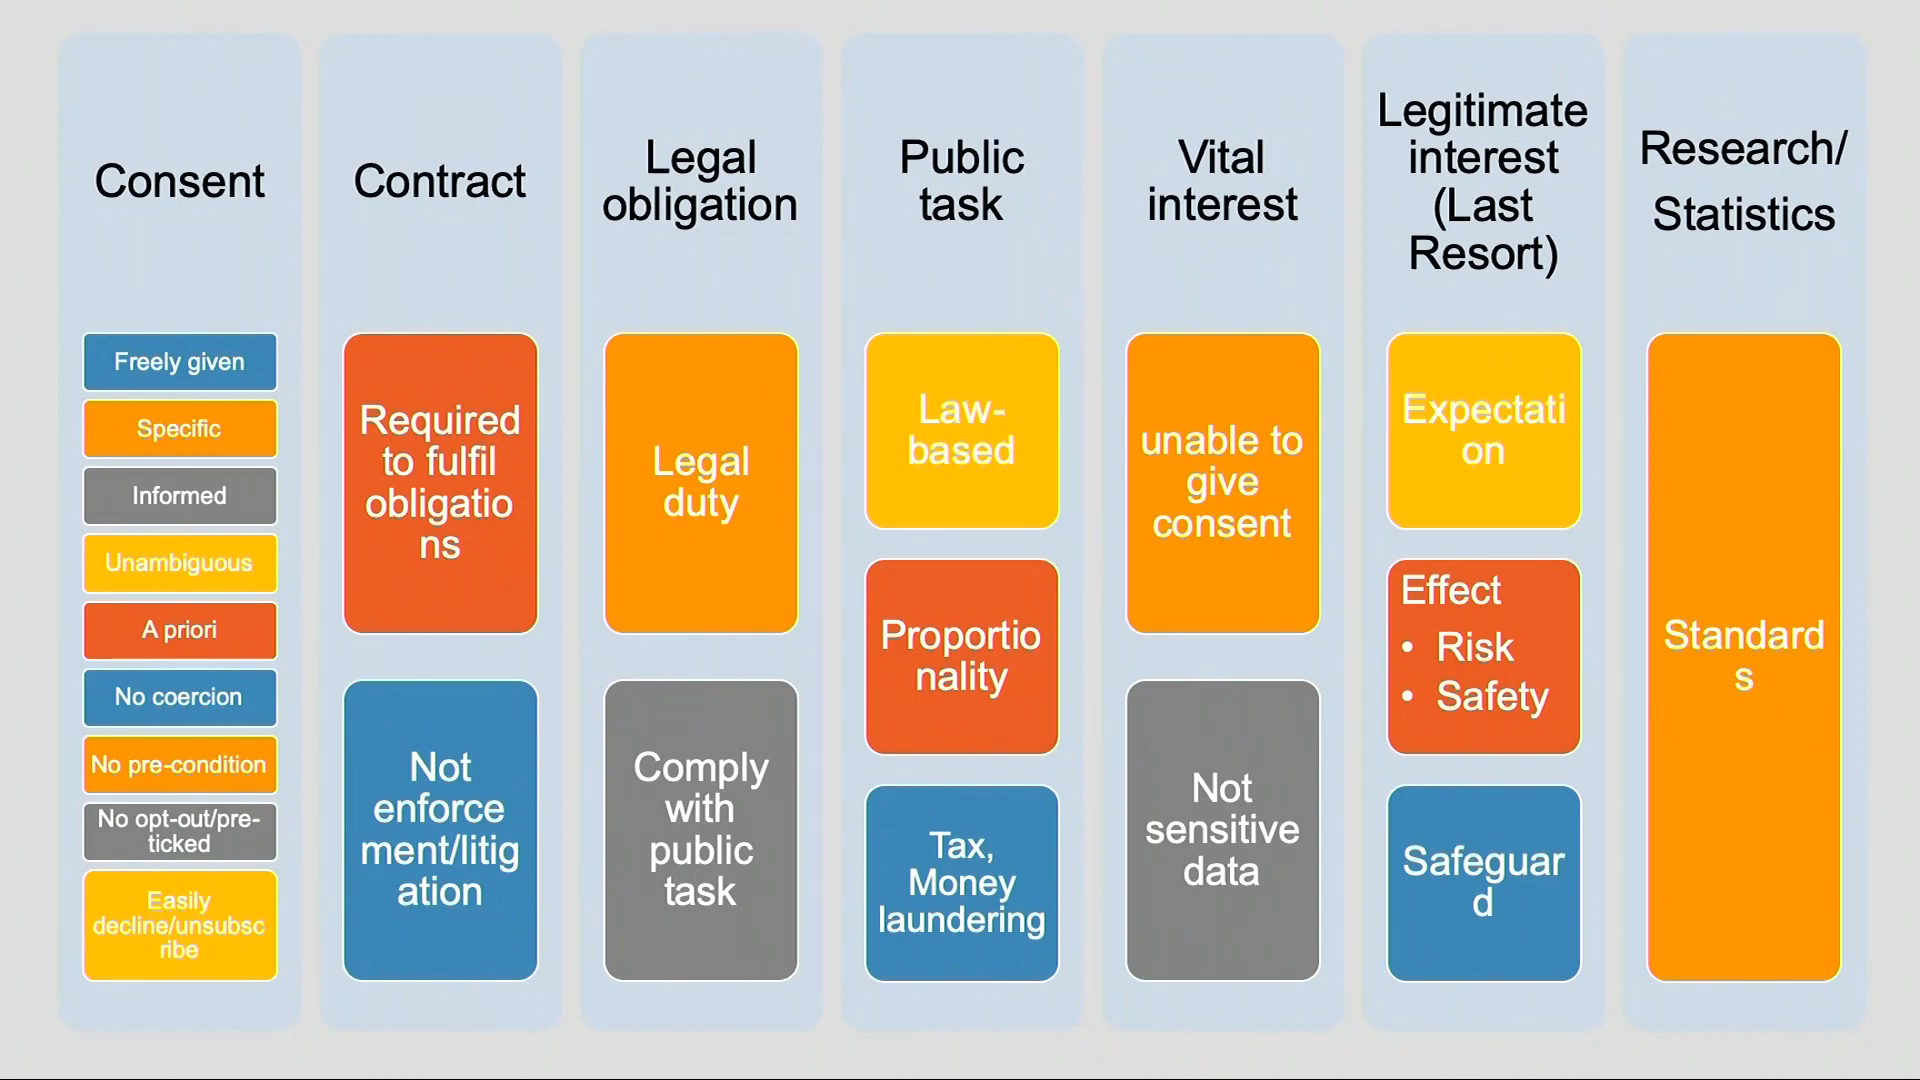 Consent
Freely given
Specific
Informed
Unambiguous
A priori
No coercion
No pre-condition
No opt-out/pre-
ticked
Easily
decline/unsubsc
ribe
Contract
Required
to fulfil
obligatio
ns
Not
enforce
ment/litig
ation
Legal
obligation
Legal
duty
Comply
with
public
task
Public
task
Law-
based
Proportio
nality
Tax,
Money
laundering
Vital
interest
unable to
give
consent
Not
sensitive
data
Legitimate
interest
(Last
Resort)
Expectati
on
Effect
• Risk
• Safety
Safeguar
d
Research/
Statistics
Standard
s